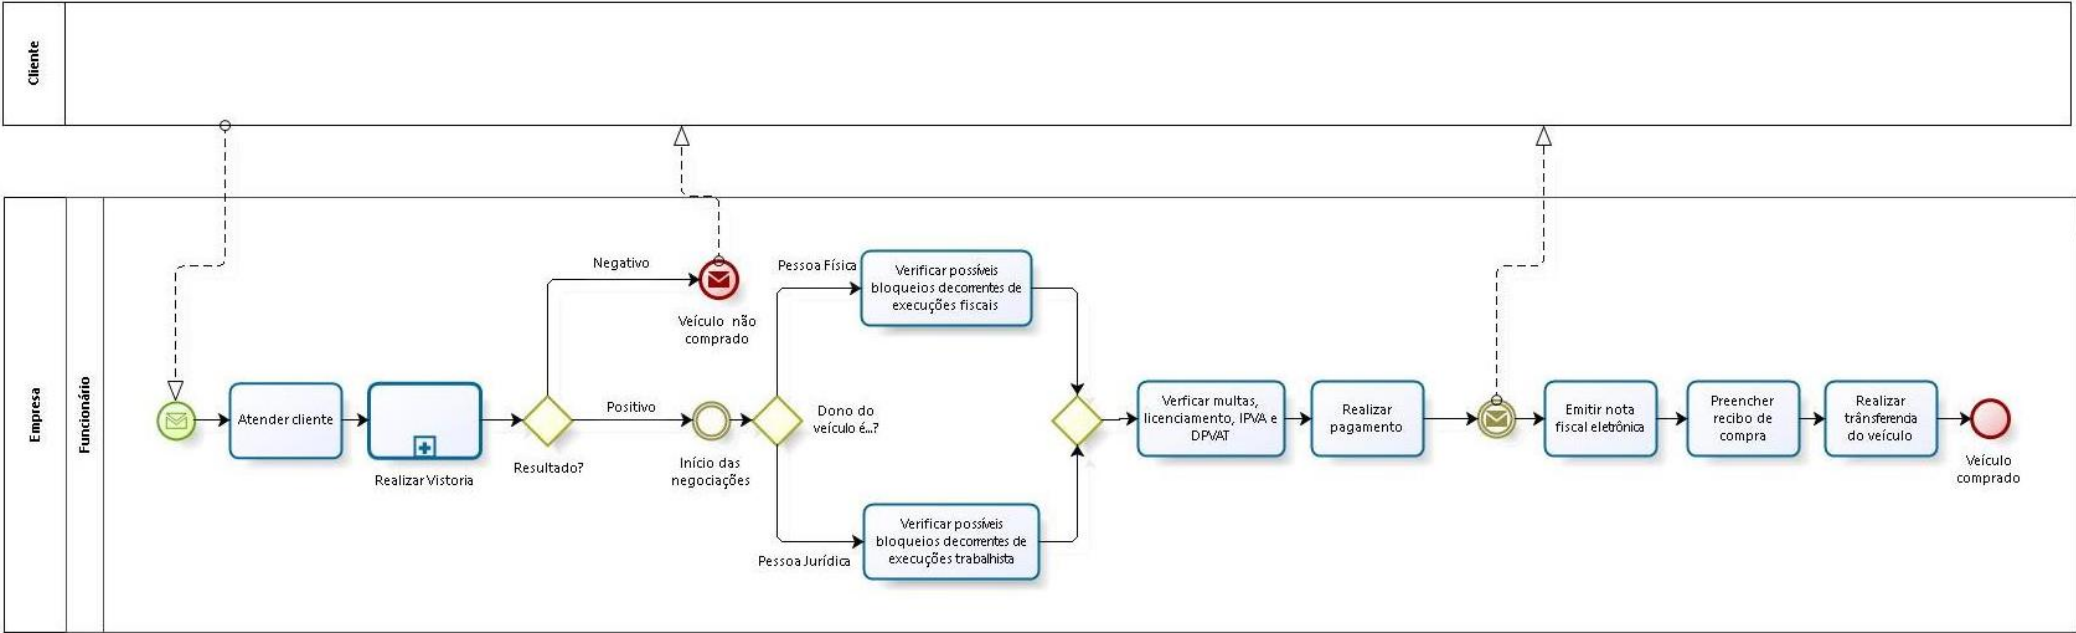 Cliente
Empresa
Funcionário
Atender cliente
Realizar Vistoria
Resultado?
Negativo
Positivo
Veículo não
comprado
Início das
negociações
Dono do
veículo é...?
Pessoa Física
Verificar possíveis
bloqueios decorrentes de
execuções fiscais
Pessoa Jurídica
Verificar possíveis
bloqueios decorrentes de
execuções trabalhista
Verficar multas,
licenciamento, IPVA e
DPVAT
Realizar
pagamento
Emitir nota
fiscal eletrônica
Preencher
recibo de
compra
Realizar
trânsferenda
do veículo
Veículo
comprado